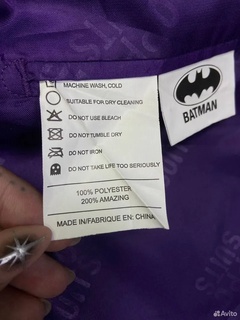 MACHINE WASH, COLD
SUITABLE FOR DRY CLEANING
DO NOT USE BLEACH
DO NOT TUMBLE DRY
DO NOT IRON
DO NOT TAKE LIFE TOO SERIOUSLY
100% POLYESTER
200% AMAZING
MADE IN/FABRIQUE EN: CHINA
BATMAN
Avito